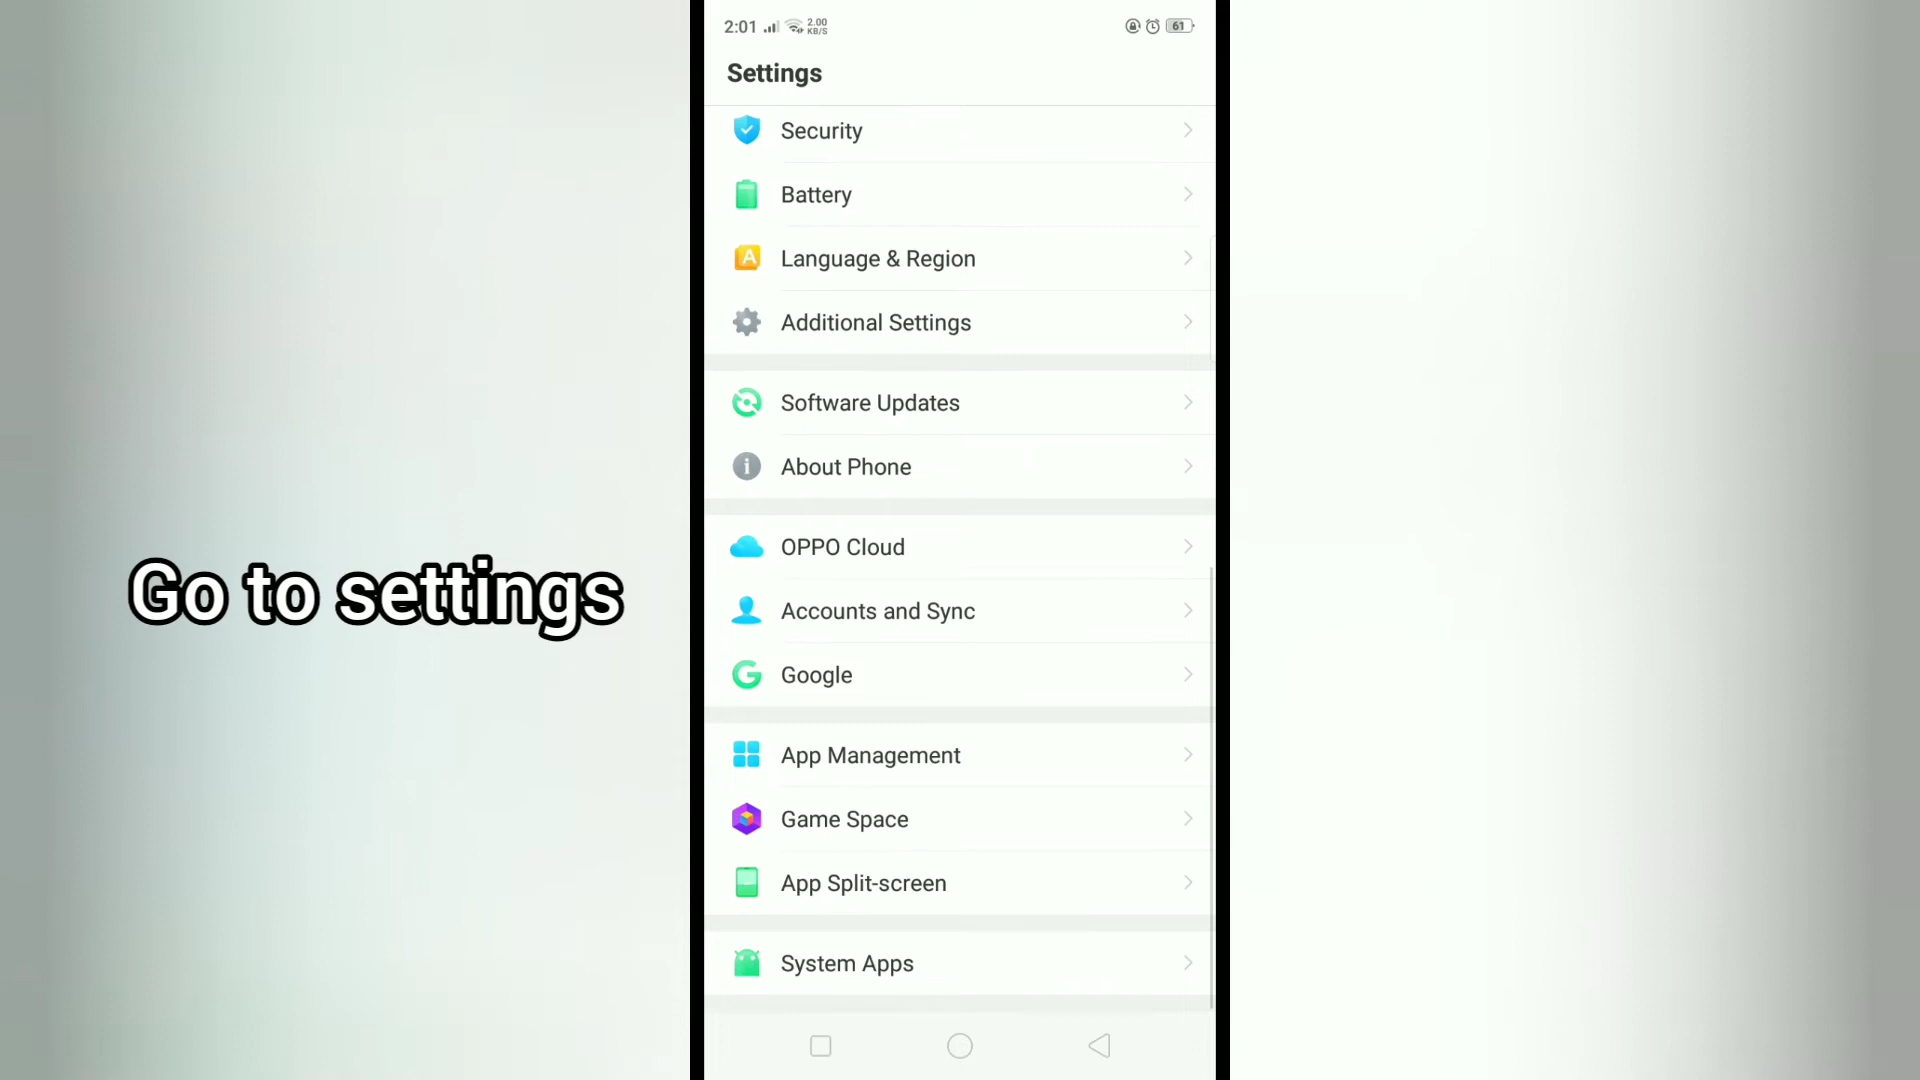 2:01 2.00 KB/S 61
Settings
Security
A
Battery
Language & Region
Additional Settings
Software Updates
i
About Phone
OPPO Cloud
Accounts and Sync
G
Google
App Management
Game Space
App Split-screen
System Apps
Go to settings